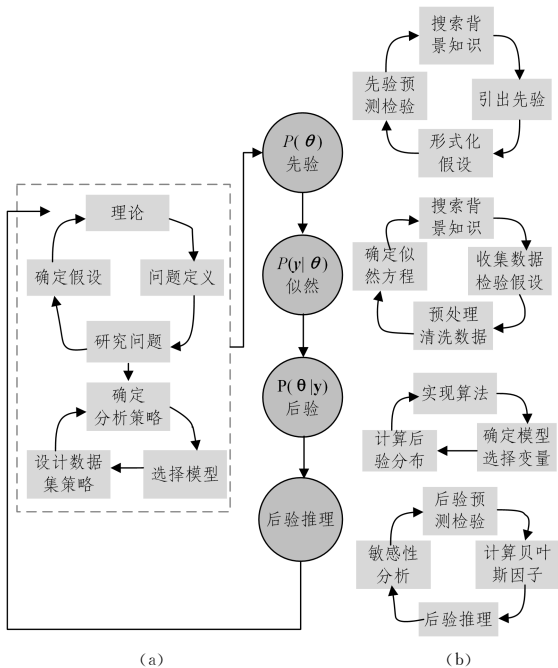 理论
问题定义
研究问题
确定假设
确定
分析策略
选择模型
设计数据
集策略
P(θ)
先验
P(y|θ)
似然
P(θ|y)
后验
后验推理
(a)
搜索背
景知识
引出先验
形式化
假设
先验预
测检验
搜索背
景知识
收集数据
检验假设
预处理
清洗数据
确定似
然方程
实现算法
确定模型
选择变量
计算后
验分布
后验预
测检验
计算贝叶
斯因子
后验推理
敏感性
分析
(b)